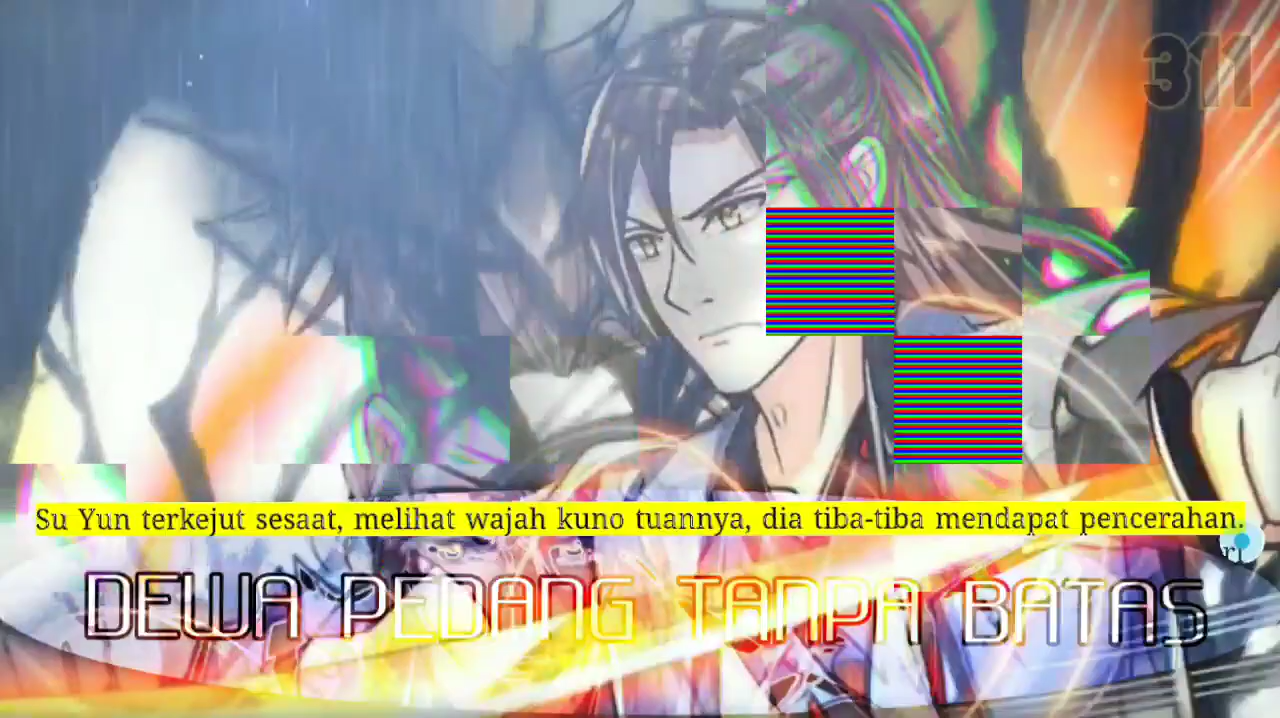 311
Su Yun terkejut sesaat, melihat wajah kuno tuannya, dia tiba-tiba mendapat pencerahan.
DEWA PEDANG TANPA BATAS